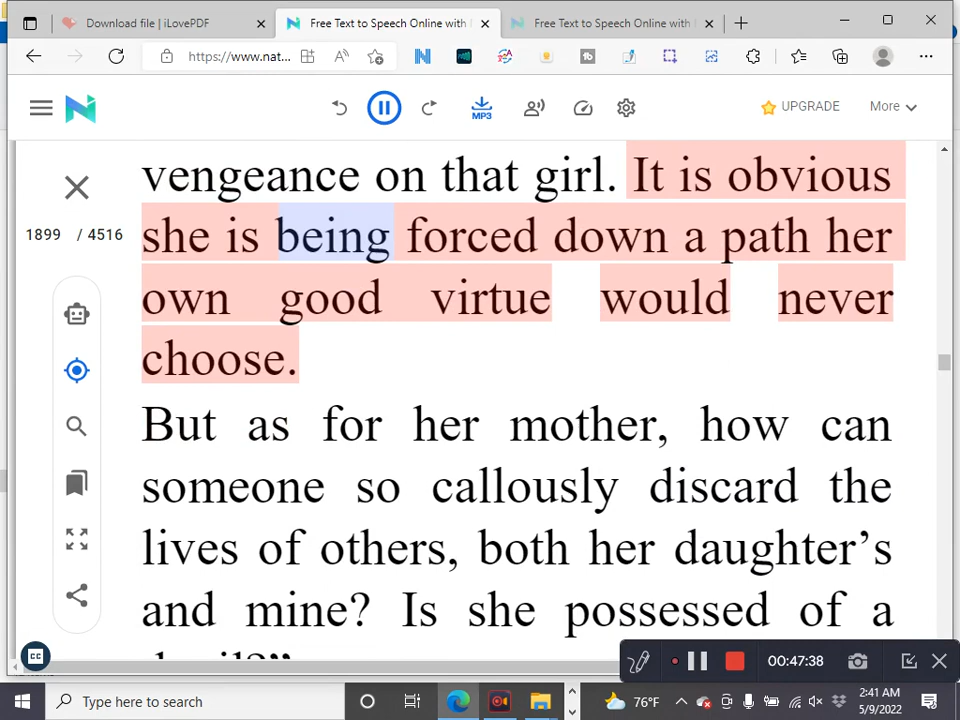 Download file | iLovePDF
Free Text to Speech Online with
Free Text to Speech Online with
https://www.nat...
UPGRADE
More
MP3
vengeance on that girl. It is obvious
1899 / 4516
she is being forced down a path her
own good virtue would never
choose.
But as for her mother, how can
someone so callously discard the
lives of others, both her daughter’s
and mine? Is she possessed of a
devil?”
CC
00:47:38
Type here to search
76°F
2:41 AM
5/9/2022